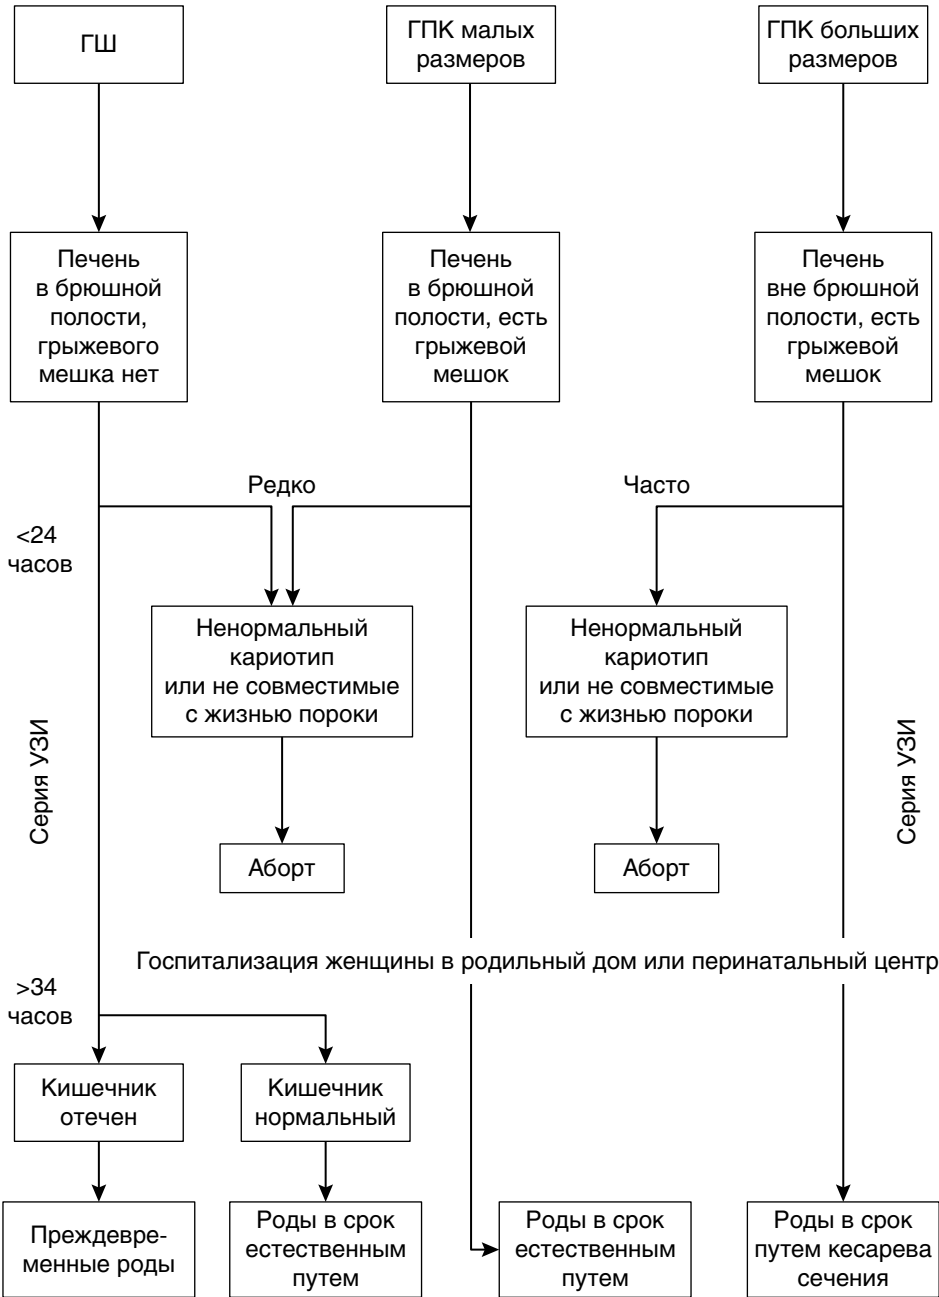 ГШ
ГПК малых
размеров
ГПК больших
размеров
Печень
в брюшной
полости,
грыжевого
мешка нет
Печень
в брюшной
полости, есть
грыжевой
мешок
Печень
вне брюшной
полости, есть
грыжевой
мешок
Редко
Часто
<24
часов
Ненормальный
кариотип
или не совместимые
с жизнью пороки
Ненормальный
кариотип
или не совместимые
с жизнью пороки
Серия УЗИ
Серия УЗИ
Аборт
Аборт
Госпитализация женщины в родильный дом или перинатальный центр
>34
часов
Кишечник
отечен
Кишечник
нормальный
Преждевре-
менные роды
Роды в срок
естественным
путем
Роды в срок
естественным
путем
Роды в срок
путем кесарева
сечения